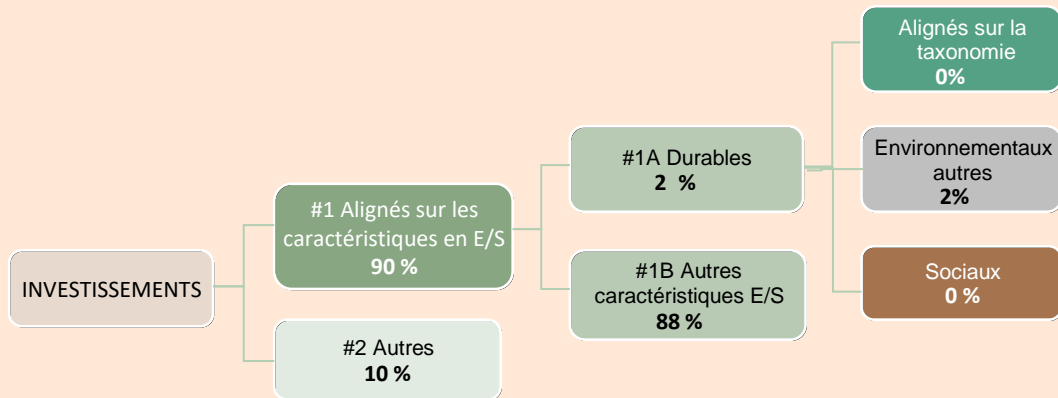 INVESTISSEMENTS
#1 Alignés sur les
caractéristiques en E/S
90 %
#2 Autres
10 %
#1A Durables
2 %
#1B Autres
caractéristiques E/S
88 %
Alignés sur la
taxonomie
0%
Environnementaux
autres
2%
Sociaux
0 %